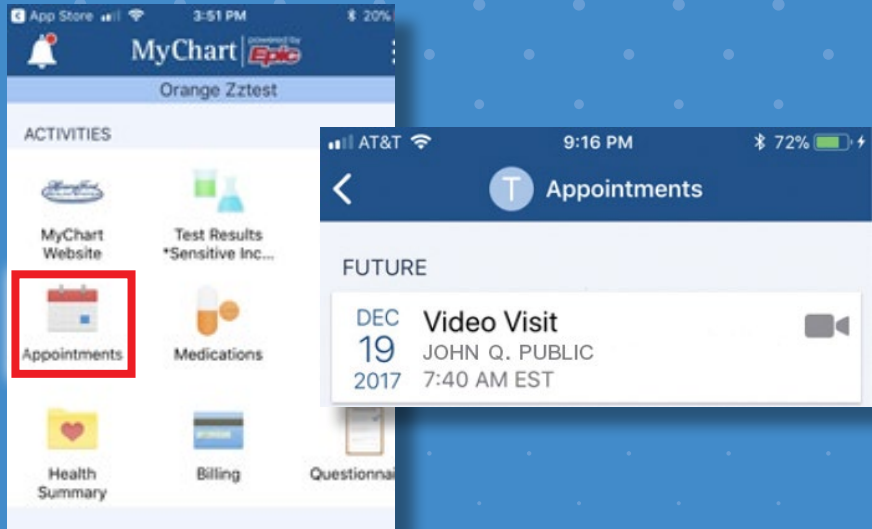 App Store 3:51 PM 20%
MyChart powered by Epic
Orange Zztest
ACTIVITIES
MyChart
Website
Test Results
*Sensitive Inc...
Appointments
Medications
Health
Summary
Billing
Questionnai
AT&T 9:16 PM 72%
T Appointments
FUTURE
DEC
19
2017
Video Visit
JOHN Q. PUBLIC
7:40 AM EST